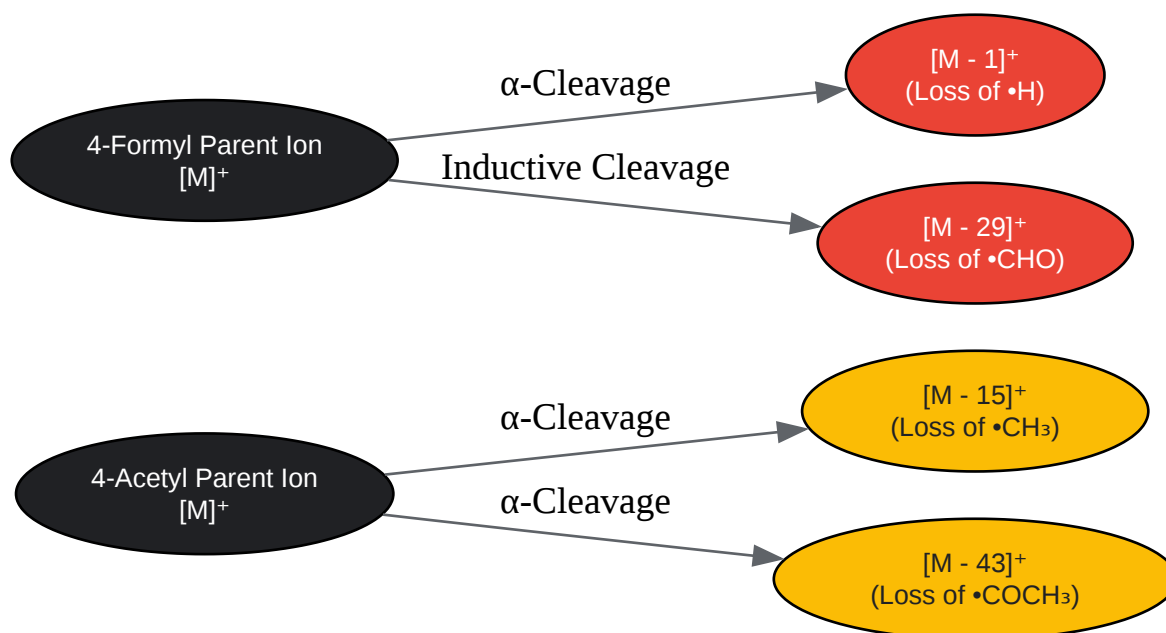 4-Formyl Parent Ion
[M]⁺
α-Cleavage
[M - 1]⁺
(Loss of •H)
Inductive Cleavage
[M - 29]⁺
(Loss of •CHO)
4-Acetyl Parent Ion
[M]⁺
α-Cleavage
[M - 15]⁺
(Loss of •CH₃)
α-Cleavage
[M - 43]⁺
(Loss of •COCH₃)